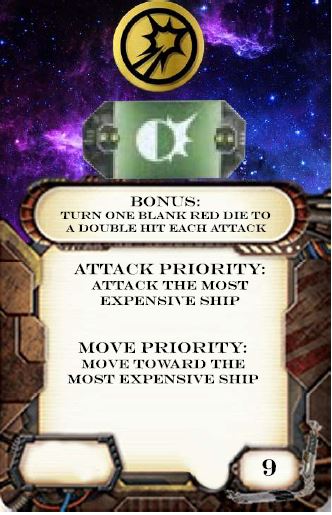 BONUS:
TURN ONE BLANK RED DIE TO
A DOUBLE HIT EACH ATTACK
ATTACK PRIORITY:
ATTACK THE MOST
EXPENSIVE SHIP
MOVE PRIORITY:
MOVE TOWARD THE
MOST EXPENSIVE SHIP
9